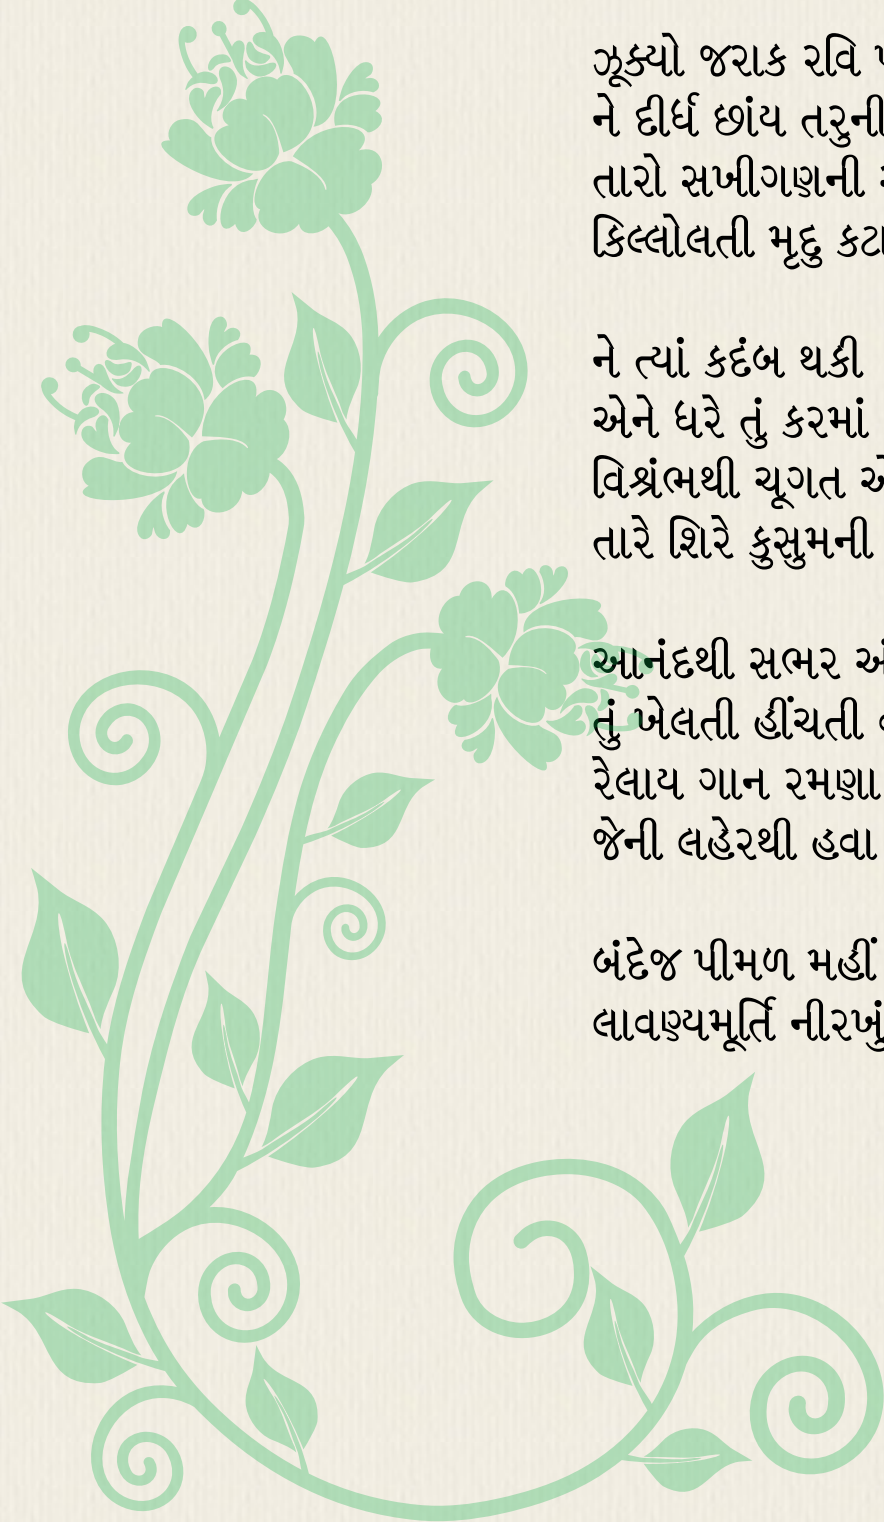 ઝૂક્યો જરાક રવિ
ને દીર્ધ છાંય તરુની
તારો સખીગણની
કિલ્લોલતી મૃદુ
ને ત્યાં કદંબ થકી
એને ધરે તું કરમાં
વિશ્રંભથી ચૂગત
તારે શિરે કુસુમની
આનંદથી સભર
તું ખેલતી હીંચતી
રેલાય ગાન રમણા
જેની લહેરથી હવા
બંદેજ પીમળ મહીં
લાવણ્યમૂર્તિ નીરખું